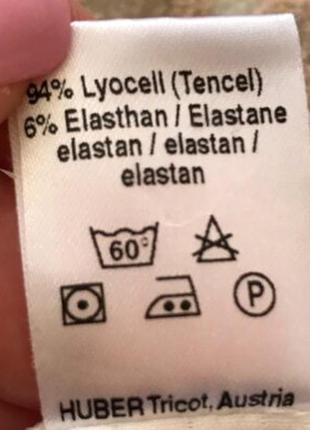 94% Lyocell (Tencel)
6% Elasthan / Elastane
elastan / elastan /
elastan
60°
P
HUBER Tricot, Austria